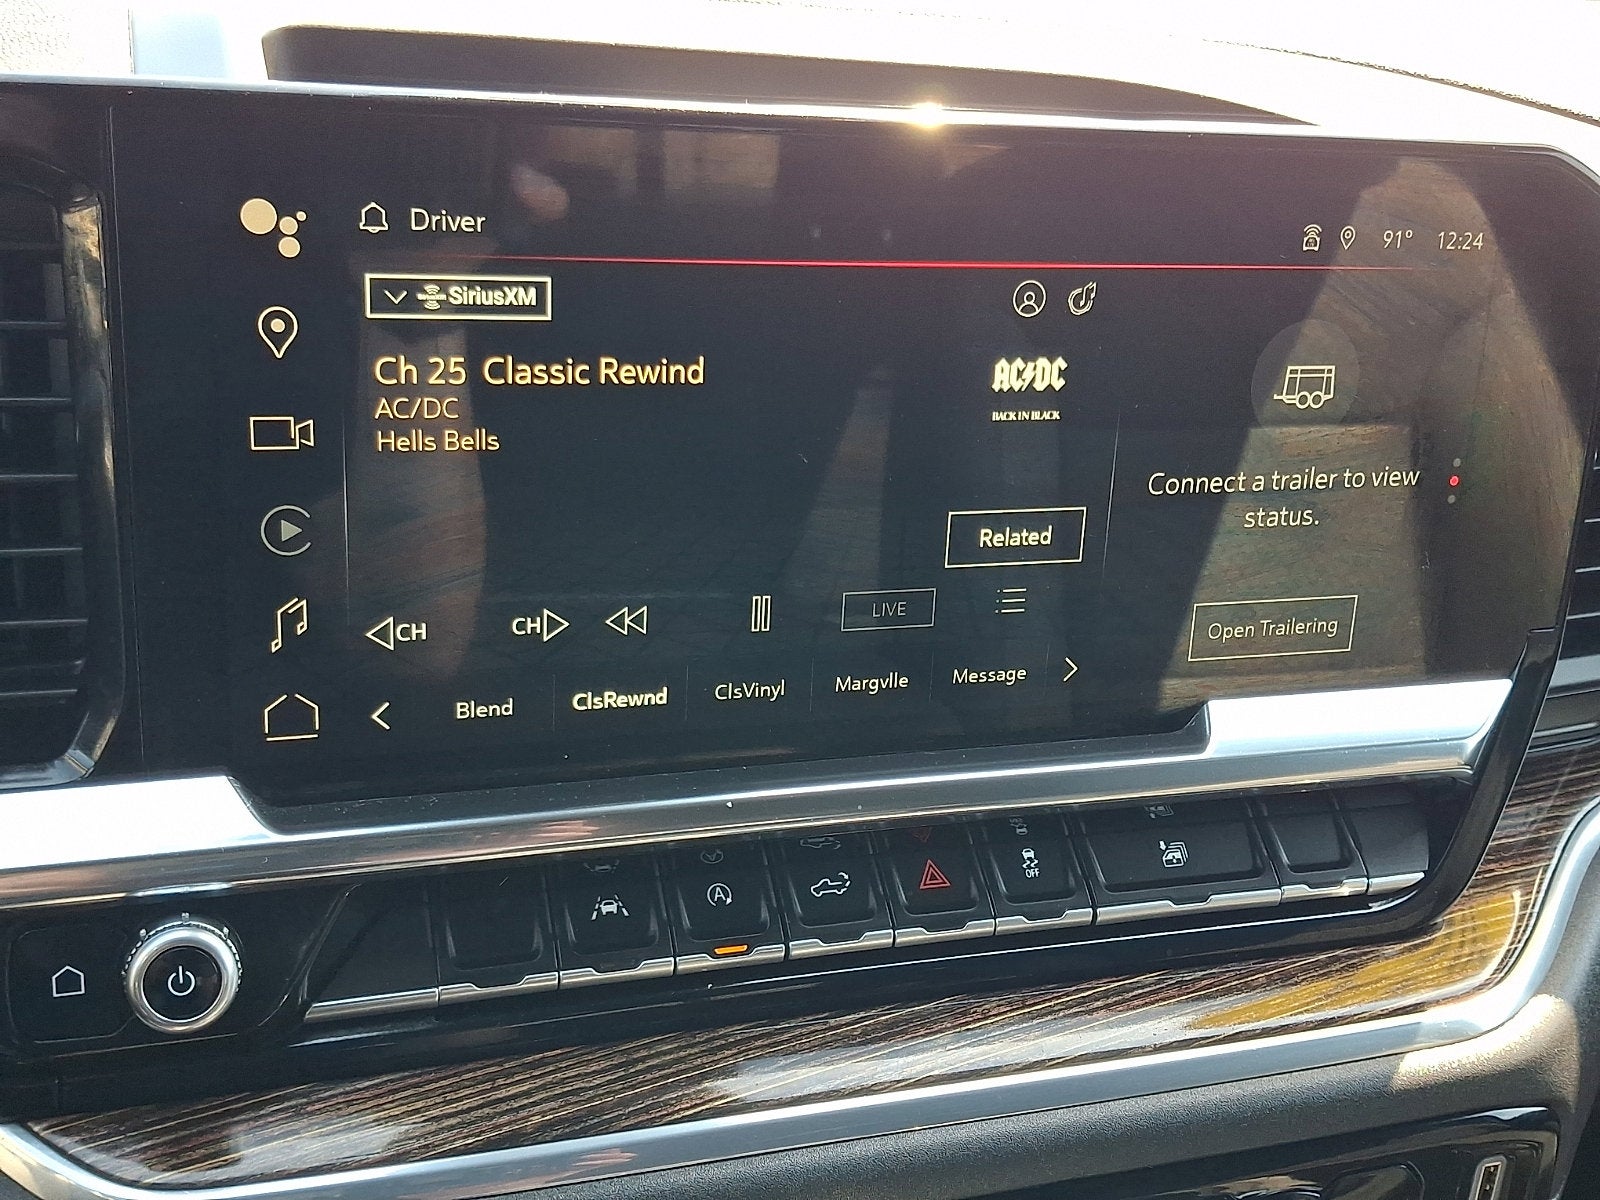 Driver
91° 12:24
SiriusXM
Ch 25 Classic Rewind
AC/DC
Hells Bells
AC/DC
BACK IN BLACK
Connect a trailer to view
status.
Related
CH
CH
LIVE
Open Trailering
Blend
ClsRewnd
ClsVinyl
Margvlle
Message
A
OFF